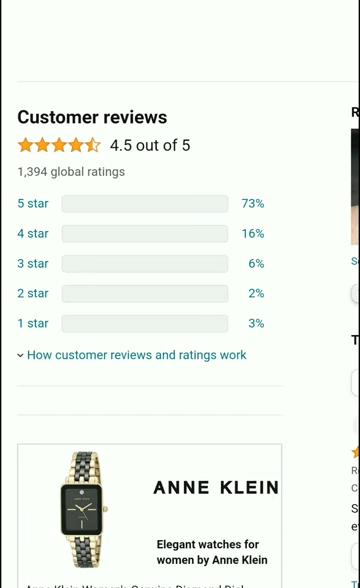 Customer reviews
4.5 out of 5
1,394 global ratings
5 star 73%
4 star 16%
3 star 6%
2 star 2%
1 star 3%
How customer reviews and ratings work
ANNE KLEIN
Elegant watches for
women by Anne Klein